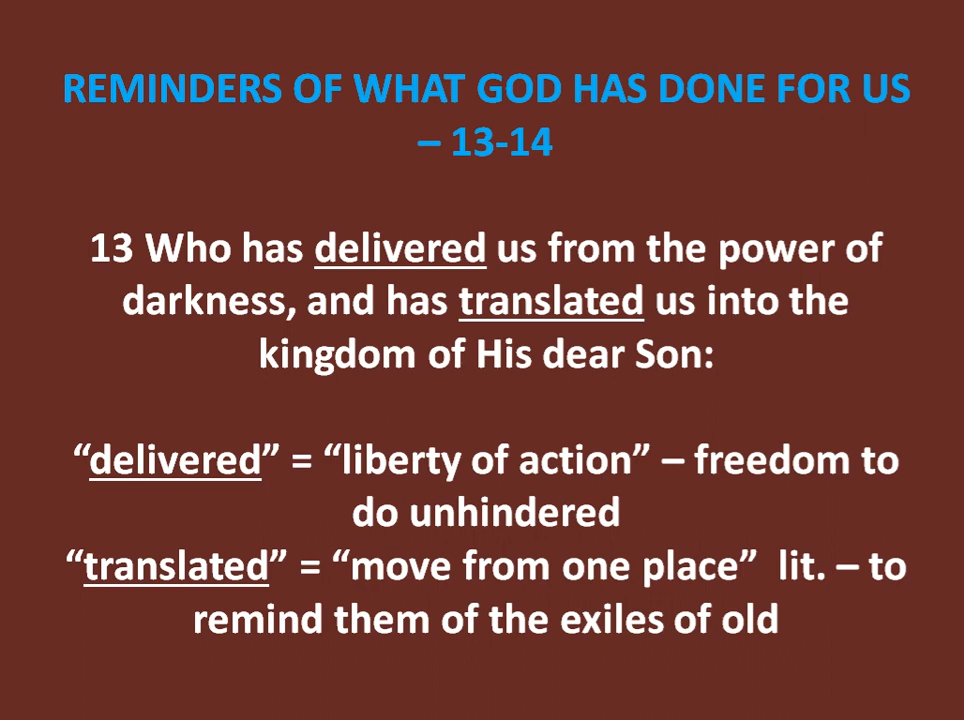 REMINDERS OF WHAT GOD HAS DONE FOR US
– 13-14
13 Who has delivered us from the power of
darkness, and has translated us into the
kingdom of His dear Son:
“delivered” = “liberty of action” – freedom to
do unhindered
“translated” = “move from one place”  lit. – to
remind them of the exiles of old